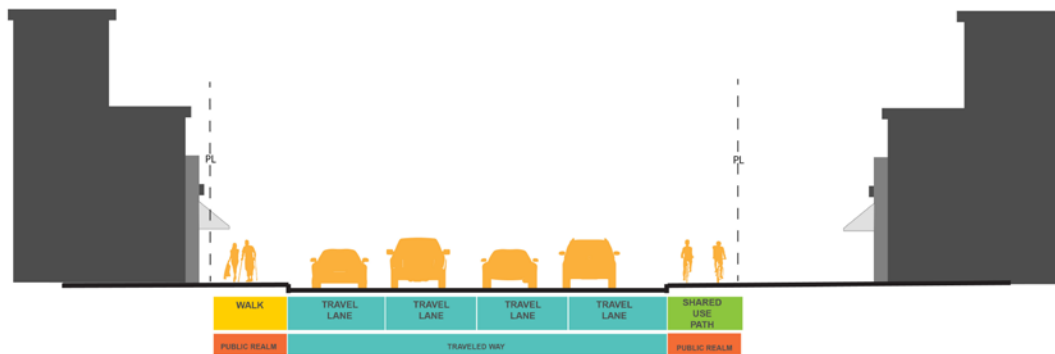 PL
PL
WALK
TRAVEL
LANE
TRAVEL
LANE
TRAVEL
LANE
TRAVEL
LANE
SHARED
USE
PATH
PUBLIC REALM
TRAVELED WAY
PUBLIC REALM